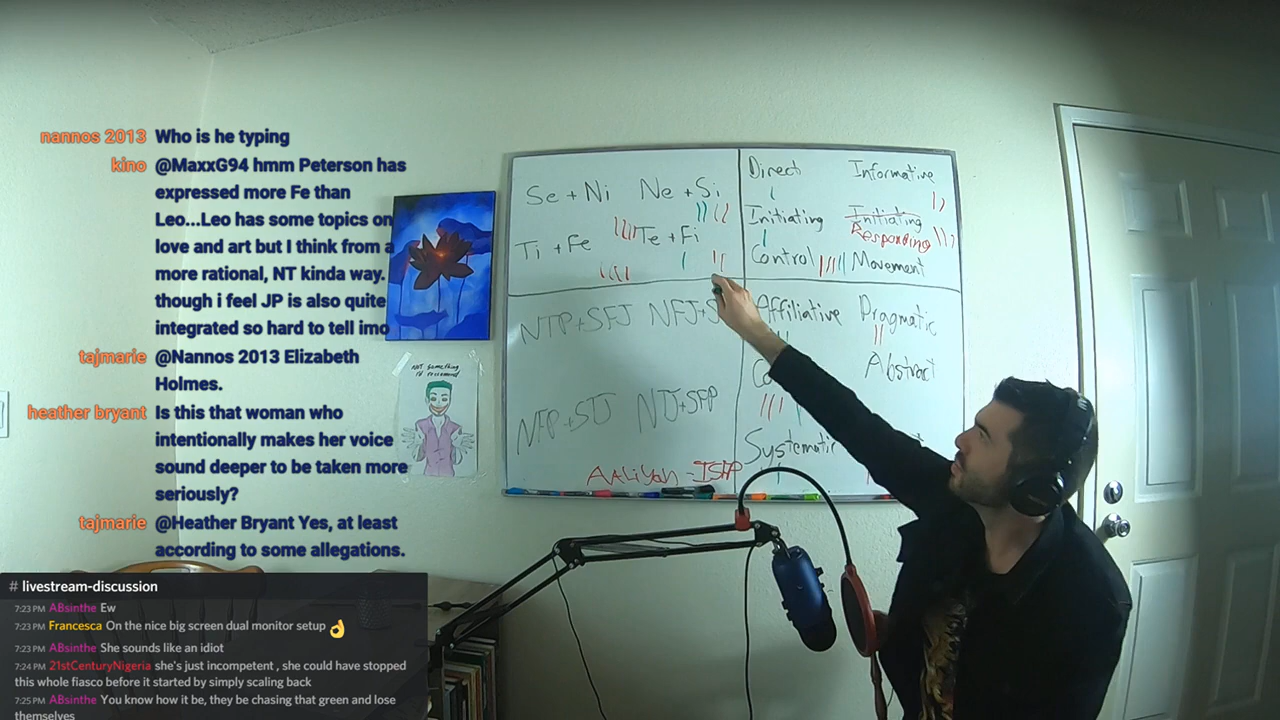 nannos 2013 Who is he typing
kino @MaxxG94 hmm Peterson has
expressed more Fe than
Leo...Leo has some topics on
love and art but I think from a
more rational, NT kinda way.
though i feel JP is also quite
integrated so hard to tell imo
tajmarie @Nannos 2013 Elizabeth
Holmes.
heather bryant Is this that woman who
intentionally makes her voice
sound deeper to be taken more
seriously?
tajmarie @Heather Bryant Yes, at least
according to some allegations.
# livestream-discussion
7:23 PM ABsinthe Ew
7:23 PM Francesca On the nice big screen dual monitor setup 👌
7:23 PM ABsinthe She sounds like an idiot
7:24 PM 21stCenturyNigeria she's just incompetent , she could have stopped
this whole fiasco before it started by simply scaling back
7:25 PM ABsinthe You know how it be, they be chasing that green and lose
themselves
NOT something
I'd recommend
Se + Ni Ne + Si
Ti + Fe Te + Fi
NTP + SFJ NFJ + S
NFP + STJ NTJ + SFP
Aaliyah = ISFP
Direct Informative
Initiating Initiating
Responding
Control Movement
Affiliative Pragmatic
Abstract
Systematic